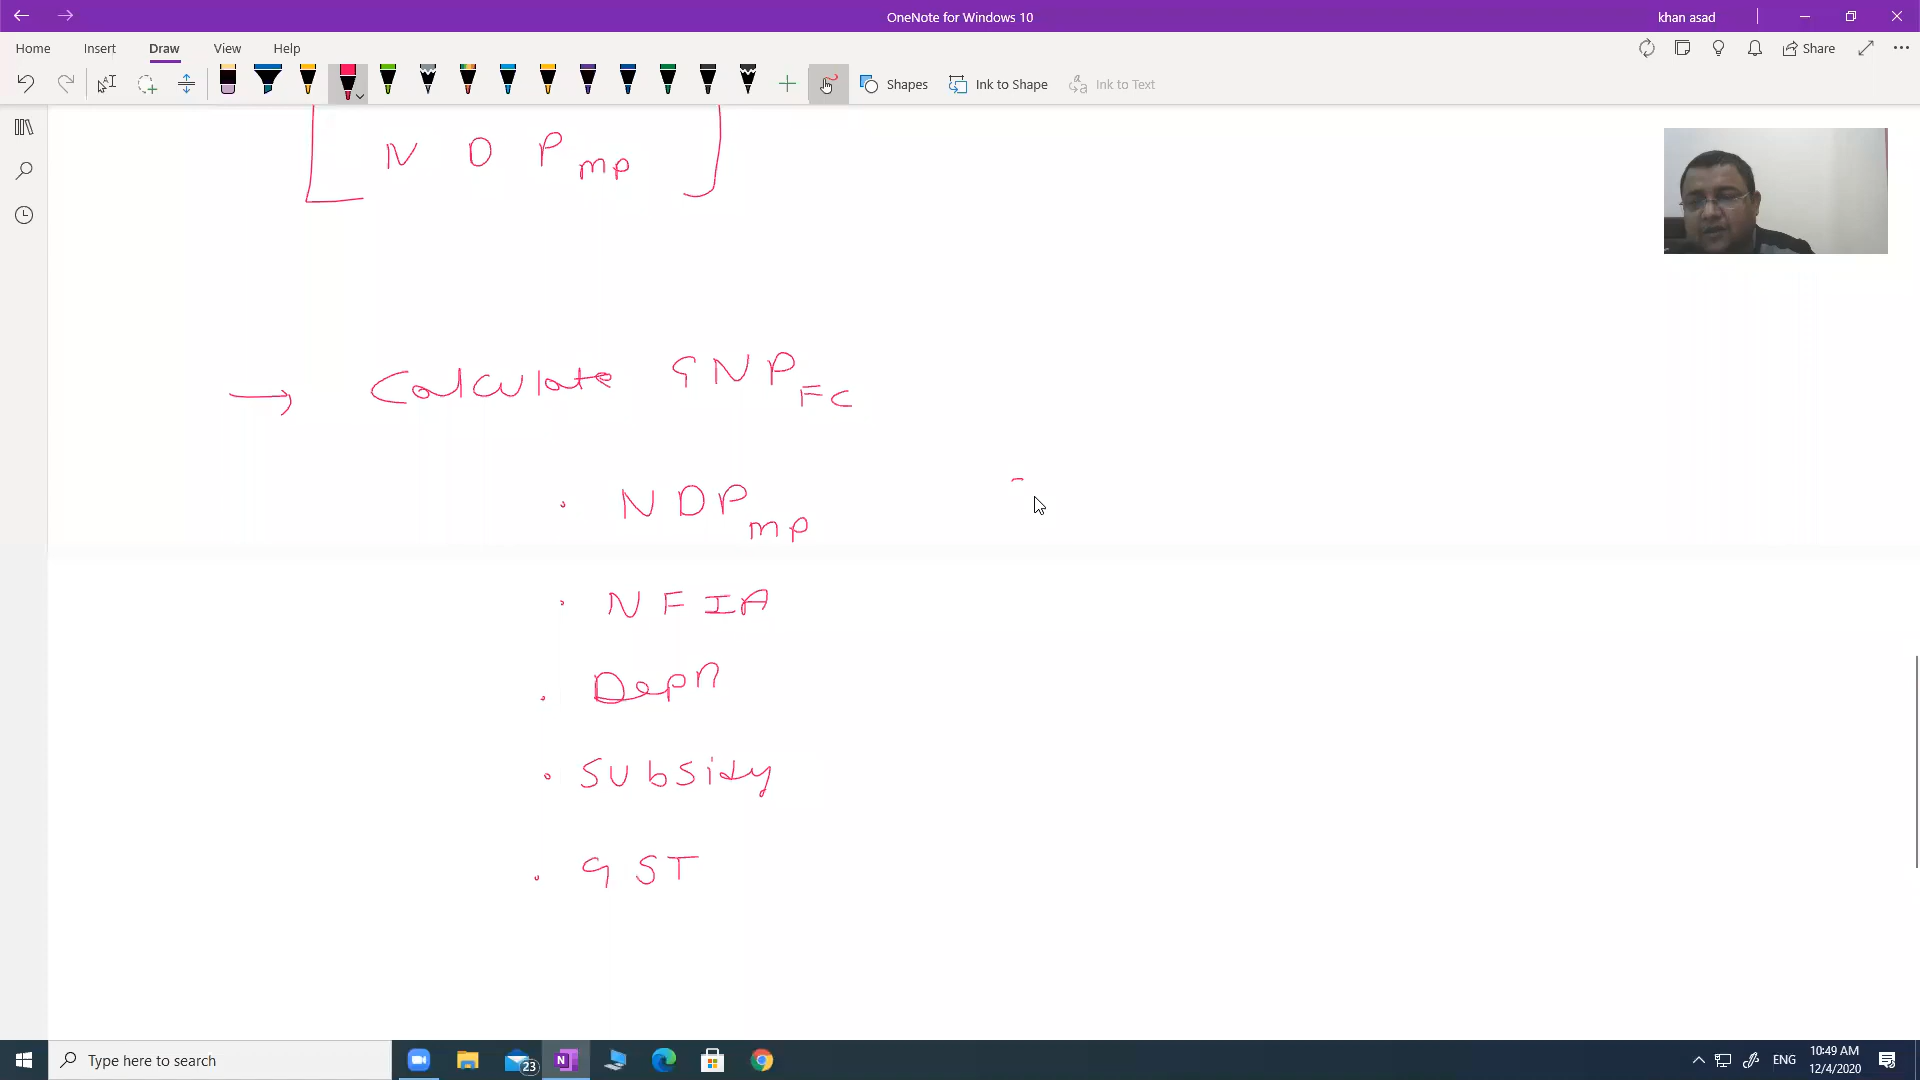 OneNote for Windows 10
khan asad
Home Insert Draw View Help
Share
Shapes
Ink to Shape
Ink to Text
N D P mp
→ Calculate GNP FC
· NDP mp
· NFIA
· Depn
· Subsidy
· GST
Type here to search
23
ENG
10:49 AM
12/4/2020